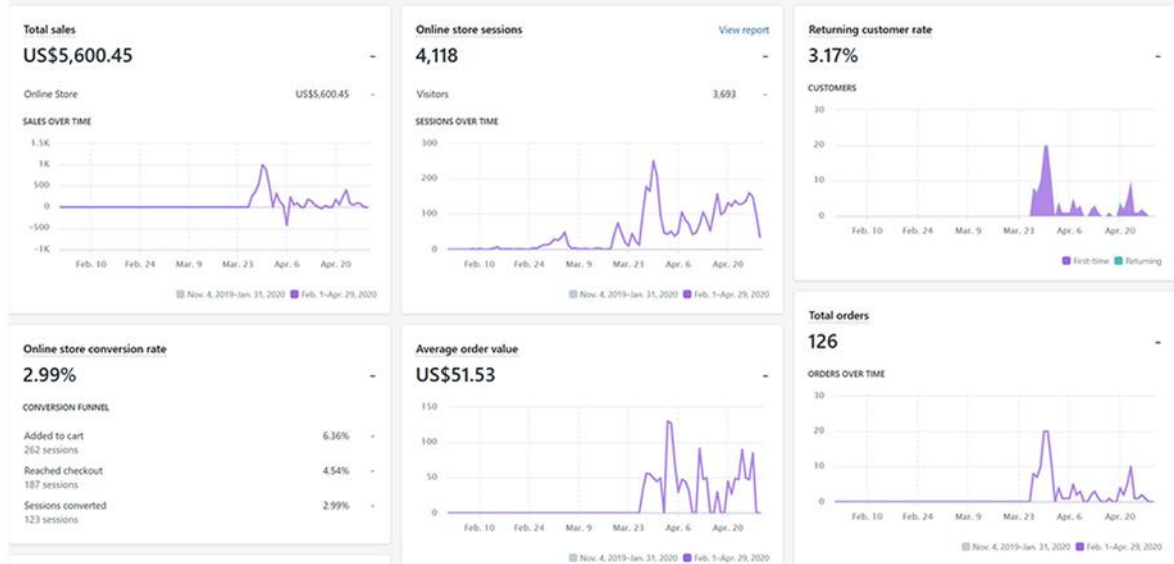 Total sales
US$5,600.45 -
Online Store US$5,600.45 -
SALES OVER TIME
1.5K
1K
500
0
-500
-1K
Feb. 10 Feb. 24 Mar. 9 Mar. 23 Apr. 6 Apr. 20
Nov. 4, 2019–Jan. 31, 2020 Feb. 1–Apr. 29, 2020
Online store sessions View report
4,118 -
Visitors 3,693 -
SESSIONS OVER TIME
300
200
100
0
Feb. 10 Feb. 24 Mar. 9 Mar. 23 Apr. 6 Apr. 20
Nov. 4, 2019–Jan. 31, 2020 Feb. 1–Apr. 29, 2020
Returning customer rate
3.17% -
CUSTOMERS
30
20
10
0
Feb. 10 Feb. 24 Mar. 9 Mar. 23 Apr. 6 Apr. 20
First-time Returning
Online store conversion rate
2.99% -
CONVERSION FUNNEL
Added to cart 6.36% -
262 sessions
Reached checkout 4.54% -
187 sessions
Sessions converted 2.99% -
123 sessions
Average order value
US$51.53 -
150
100
50
0
Feb. 10 Feb. 24 Mar. 9 Mar. 23 Apr. 6 Apr. 20
Nov. 4, 2019–Jan. 31, 2020 Feb. 1–Apr. 29, 2020
Total orders
126 -
ORDERS OVER TIME
30
20
10
0
Feb. 10 Feb. 24 Mar. 9 Mar. 23 Apr. 6 Apr. 20
Nov. 4, 2019–Jan. 31, 2020 Feb. 1–Apr. 29, 2020